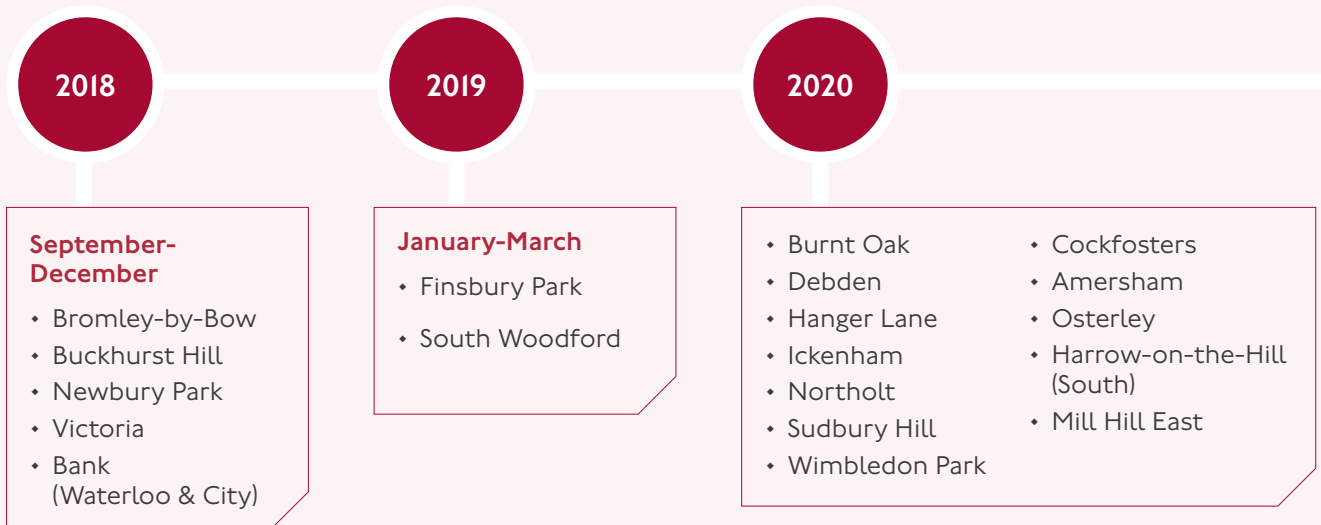 2018
2019
2020
September-
December
• Bromley-by-Bow
• Buckhurst Hill
• Newbury Park
• Victoria
• Bank
(Waterloo & City)
January-March
• Finsbury Park
• South Woodford
• Burnt Oak
• Debden
• Hanger Lane
• Ickenham
• Northolt
• Sudbury Hill
• Wimbledon Park
• Cockfosters
• Amersham
• Osterley
• Harrow-on-the-Hill
(South)
• Mill Hill East